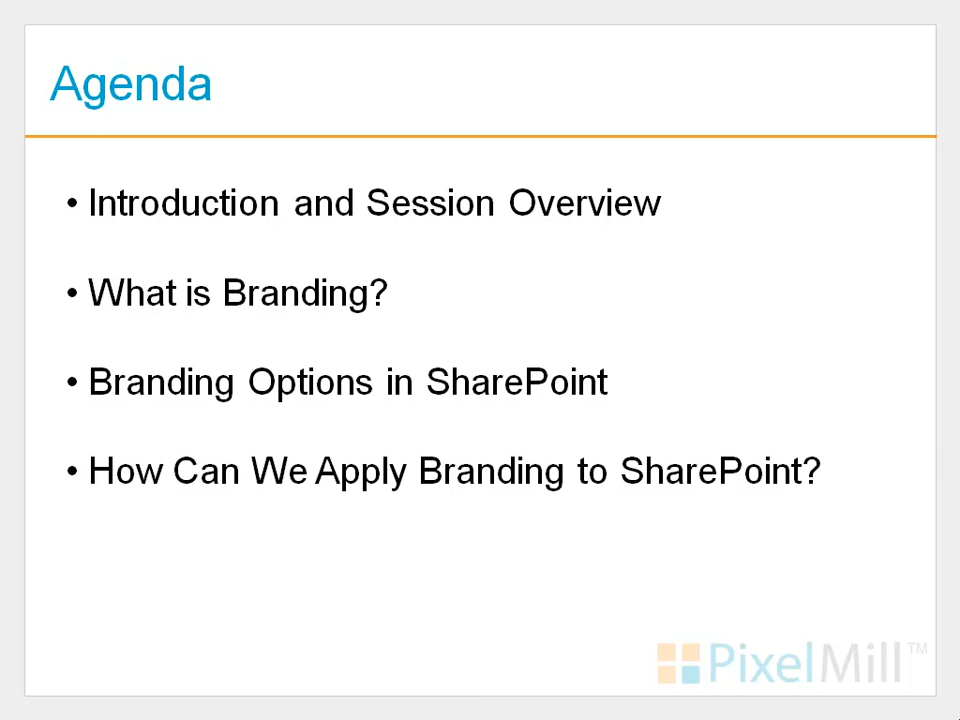 Agenda
• Introduction and Session Overview
• What is Branding?
• Branding Options in SharePoint
• How Can We Apply Branding to SharePoint?
PixelMill™